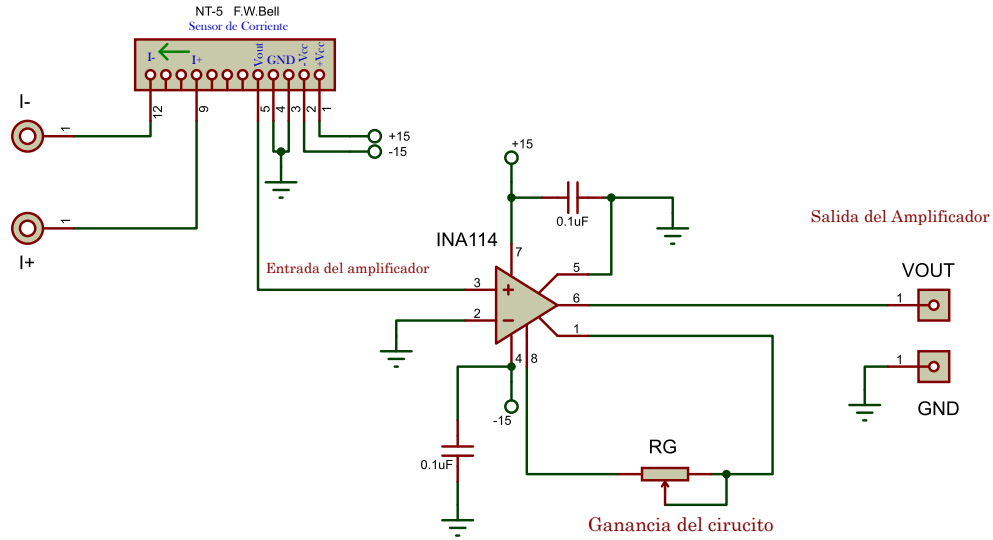 NT-5 F.W.Bell
Sensor de Corriente
I-
I+
Vout
GND
-Vcc
+Vcc
12
9
5
4
3
2
1
I-
1
+15
-15
1
I+
+15
0.1uF
Salida del Amplificador
INA114
7
Entrada del amplificador
5
VOUT
3
+
6
1
2
−
1
4
8
1
-15
GND
0.1uF
RG
Ganancia del cirucito